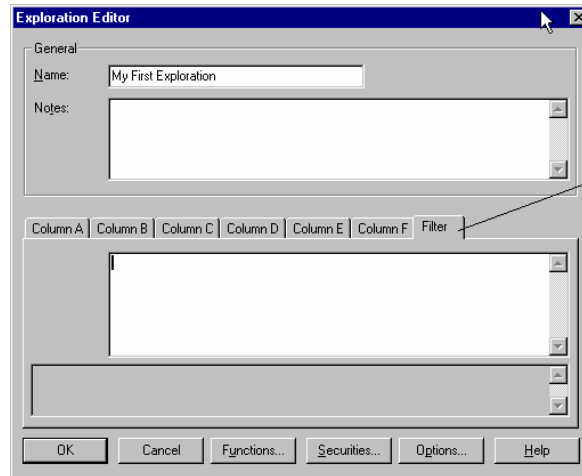 Exploration Editor
General
Name: My First Exploration
Notes:
Column A Column B Column C Column D Column E Column F Filter
OK Cancel Functions... Securities... Options... Help